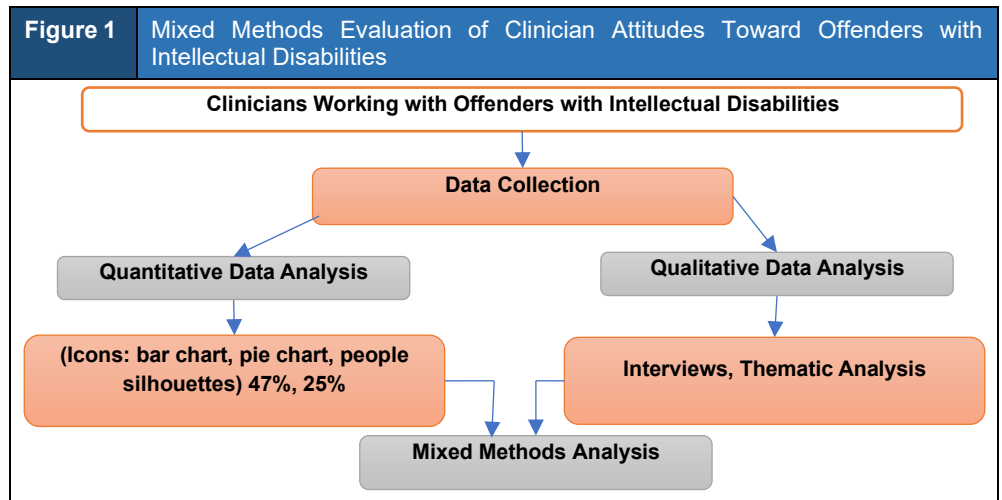 Figure 1
Mixed Methods Evaluation of Clinician Attitudes Toward Offenders with
Intellectual Disabilities
Clinicians Working with Offenders with Intellectual Disabilities
Data Collection
Quantitative Data Analysis
Qualitative Data Analysis
(Icons: bar chart, pie chart, people
silhouettes) 47%, 25%
Interviews, Thematic Analysis
Mixed Methods Analysis